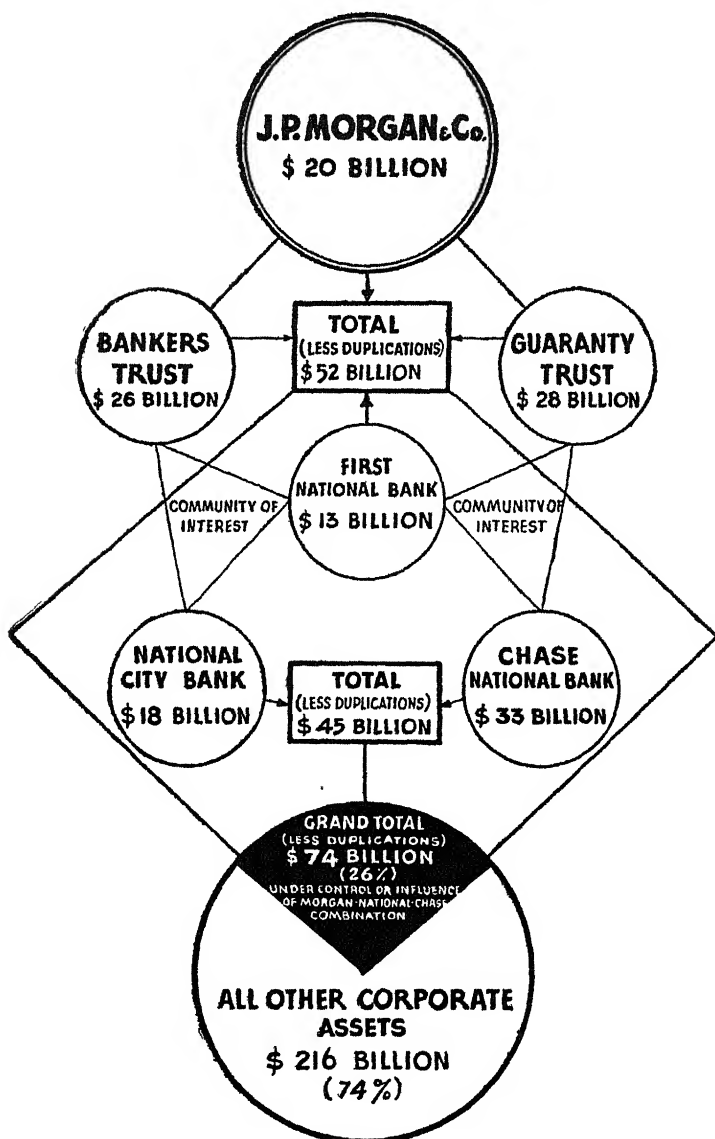 J.P. MORGAN & Co.
$ 20 BILLION
BANKERS
TRUST
$ 26 BILLION
TOTAL
(LESS DUPLICATIONS)
$52 BILLION
GUARANTY
TRUST
$ 28 BILLION
FIRST
NATIONAL BANK
$ 13 BILLION
COMMUNITY OF
INTEREST
COMMUNITY OF
INTEREST
NATIONAL
CITY BANK
$18 BILLION
TOTAL
(LESS DUPLICATIONS)
$ 45 BILLION
CHASE
NATIONAL BANK
$ 33 BILLION
GRAND TOTAL
(LESS DUPLICATIONS)
$ 74 BILLION
(26%)
UNDER CONTROL OR INFLUENCE
OF MORGAN-NATIONAL-CHASE
COMBINATION
ALL OTHER CORPORATE
ASSETS
$ 216 BILLION
(74%)